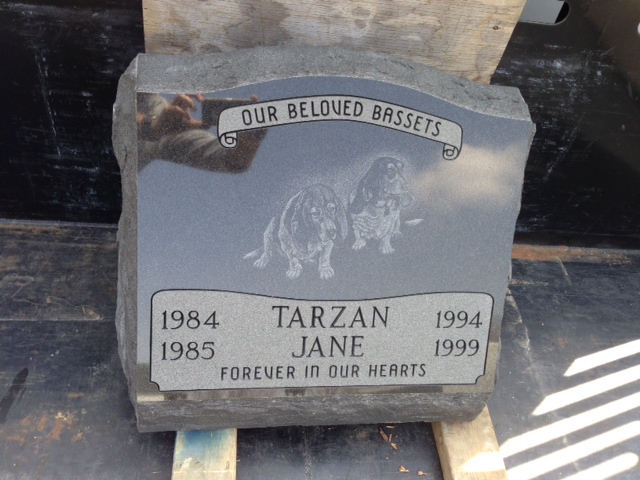 OUR BELOVED BASSETS
1984 TARZAN 1994
1985 JANE 1999
FOREVER IN OUR HEARTS